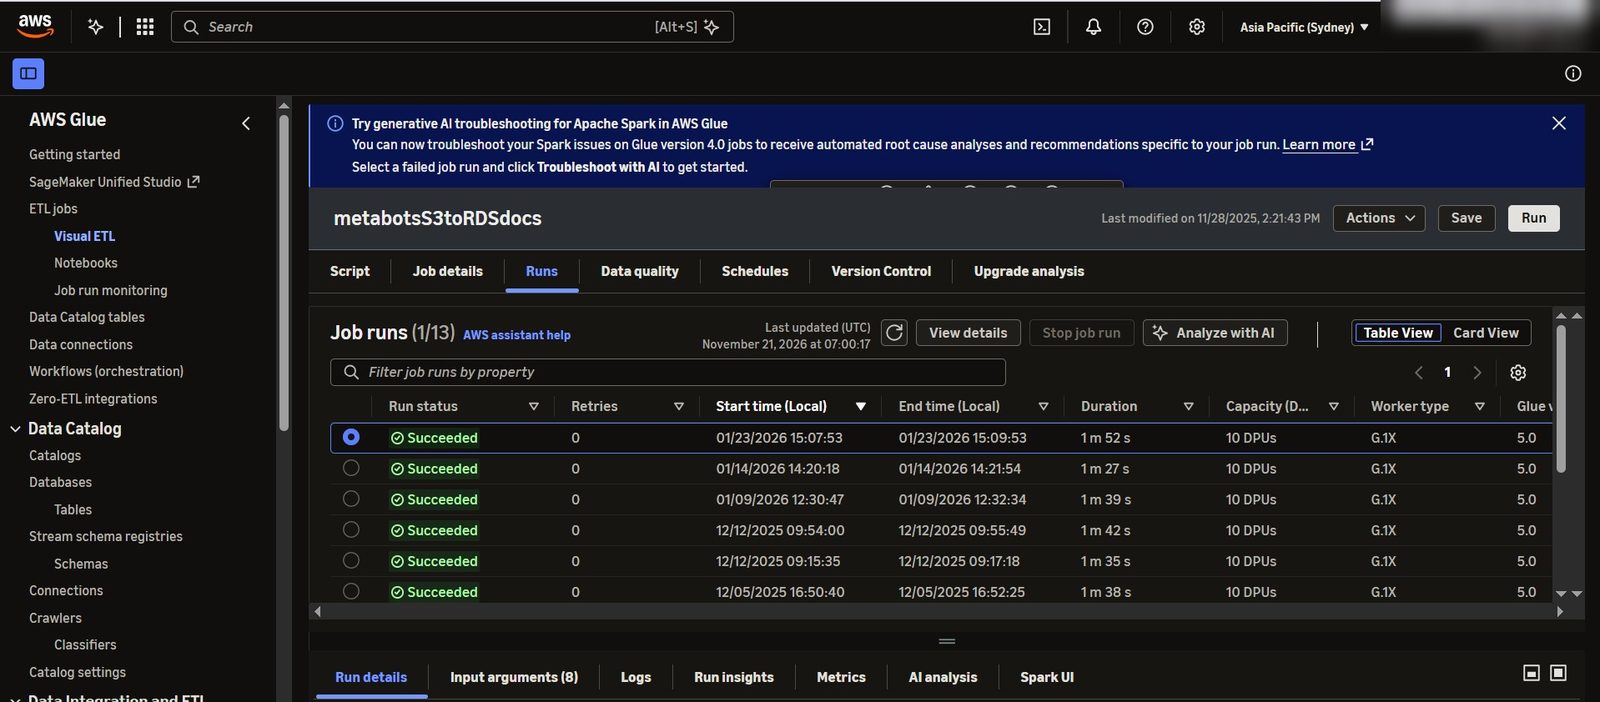 aws
Search [Alt+S]
Asia Pacific (Sydney)
AWS Glue
Getting started
SageMaker Unified Studio
ETL jobs
Visual ETL
Notebooks
Job run monitoring
Data Catalog tables
Data connections
Workflows (orchestration)
Zero-ETL integrations
Data Catalog
Catalogs
Databases
Tables
Stream schema registries
Schemas
Connections
Crawlers
Classifiers
Catalog settings
Data Integration and ETL
Try generative AI troubleshooting for Apache Spark in AWS Glue
You can now troubleshoot your Spark issues on Glue version 4.0 jobs to receive automated root cause analyses and recommendations specific to your job run. Learn more
Select a failed job run and click Troubleshoot with AI to get started.
metabotsS3toRDSdocs
Last modified on 11/28/2025, 2:21:43 PM Actions Save Run
Script Job details Runs Data quality Schedules Version Control Upgrade analysis
Job runs (1/13) AWS assistant help
Last updated (UTC)
November 21, 2026 at 07:00:17
View details Stop job run Analyze with AI Table View Card View
Filter job runs by property
1
Run status Retries Start time (Local) End time (Local) Duration Capacity (D... Worker type Glue v
Succeeded 0 01/23/2026 15:07:53 01/23/2026 15:09:53 1 m 52 s 10 DPUs G.1X 5.0
Succeeded 0 01/14/2026 14:20:18 01/14/2026 14:21:54 1 m 27 s 10 DPUs G.1X 5.0
Succeeded 0 01/09/2026 12:30:47 01/09/2026 12:32:34 1 m 39 s 10 DPUs G.1X 5.0
Succeeded 0 12/12/2025 09:54:00 12/12/2025 09:55:49 1 m 42 s 10 DPUs G.1X 5.0
Succeeded 0 12/12/2025 09:15:35 12/12/2025 09:17:18 1 m 35 s 10 DPUs G.1X 5.0
Succeeded 0 12/05/2025 16:50:40 12/05/2025 16:52:25 1 m 38 s 10 DPUs G.1X 5.0
Run details Input arguments (8) Logs Run insights Metrics AI analysis Spark UI